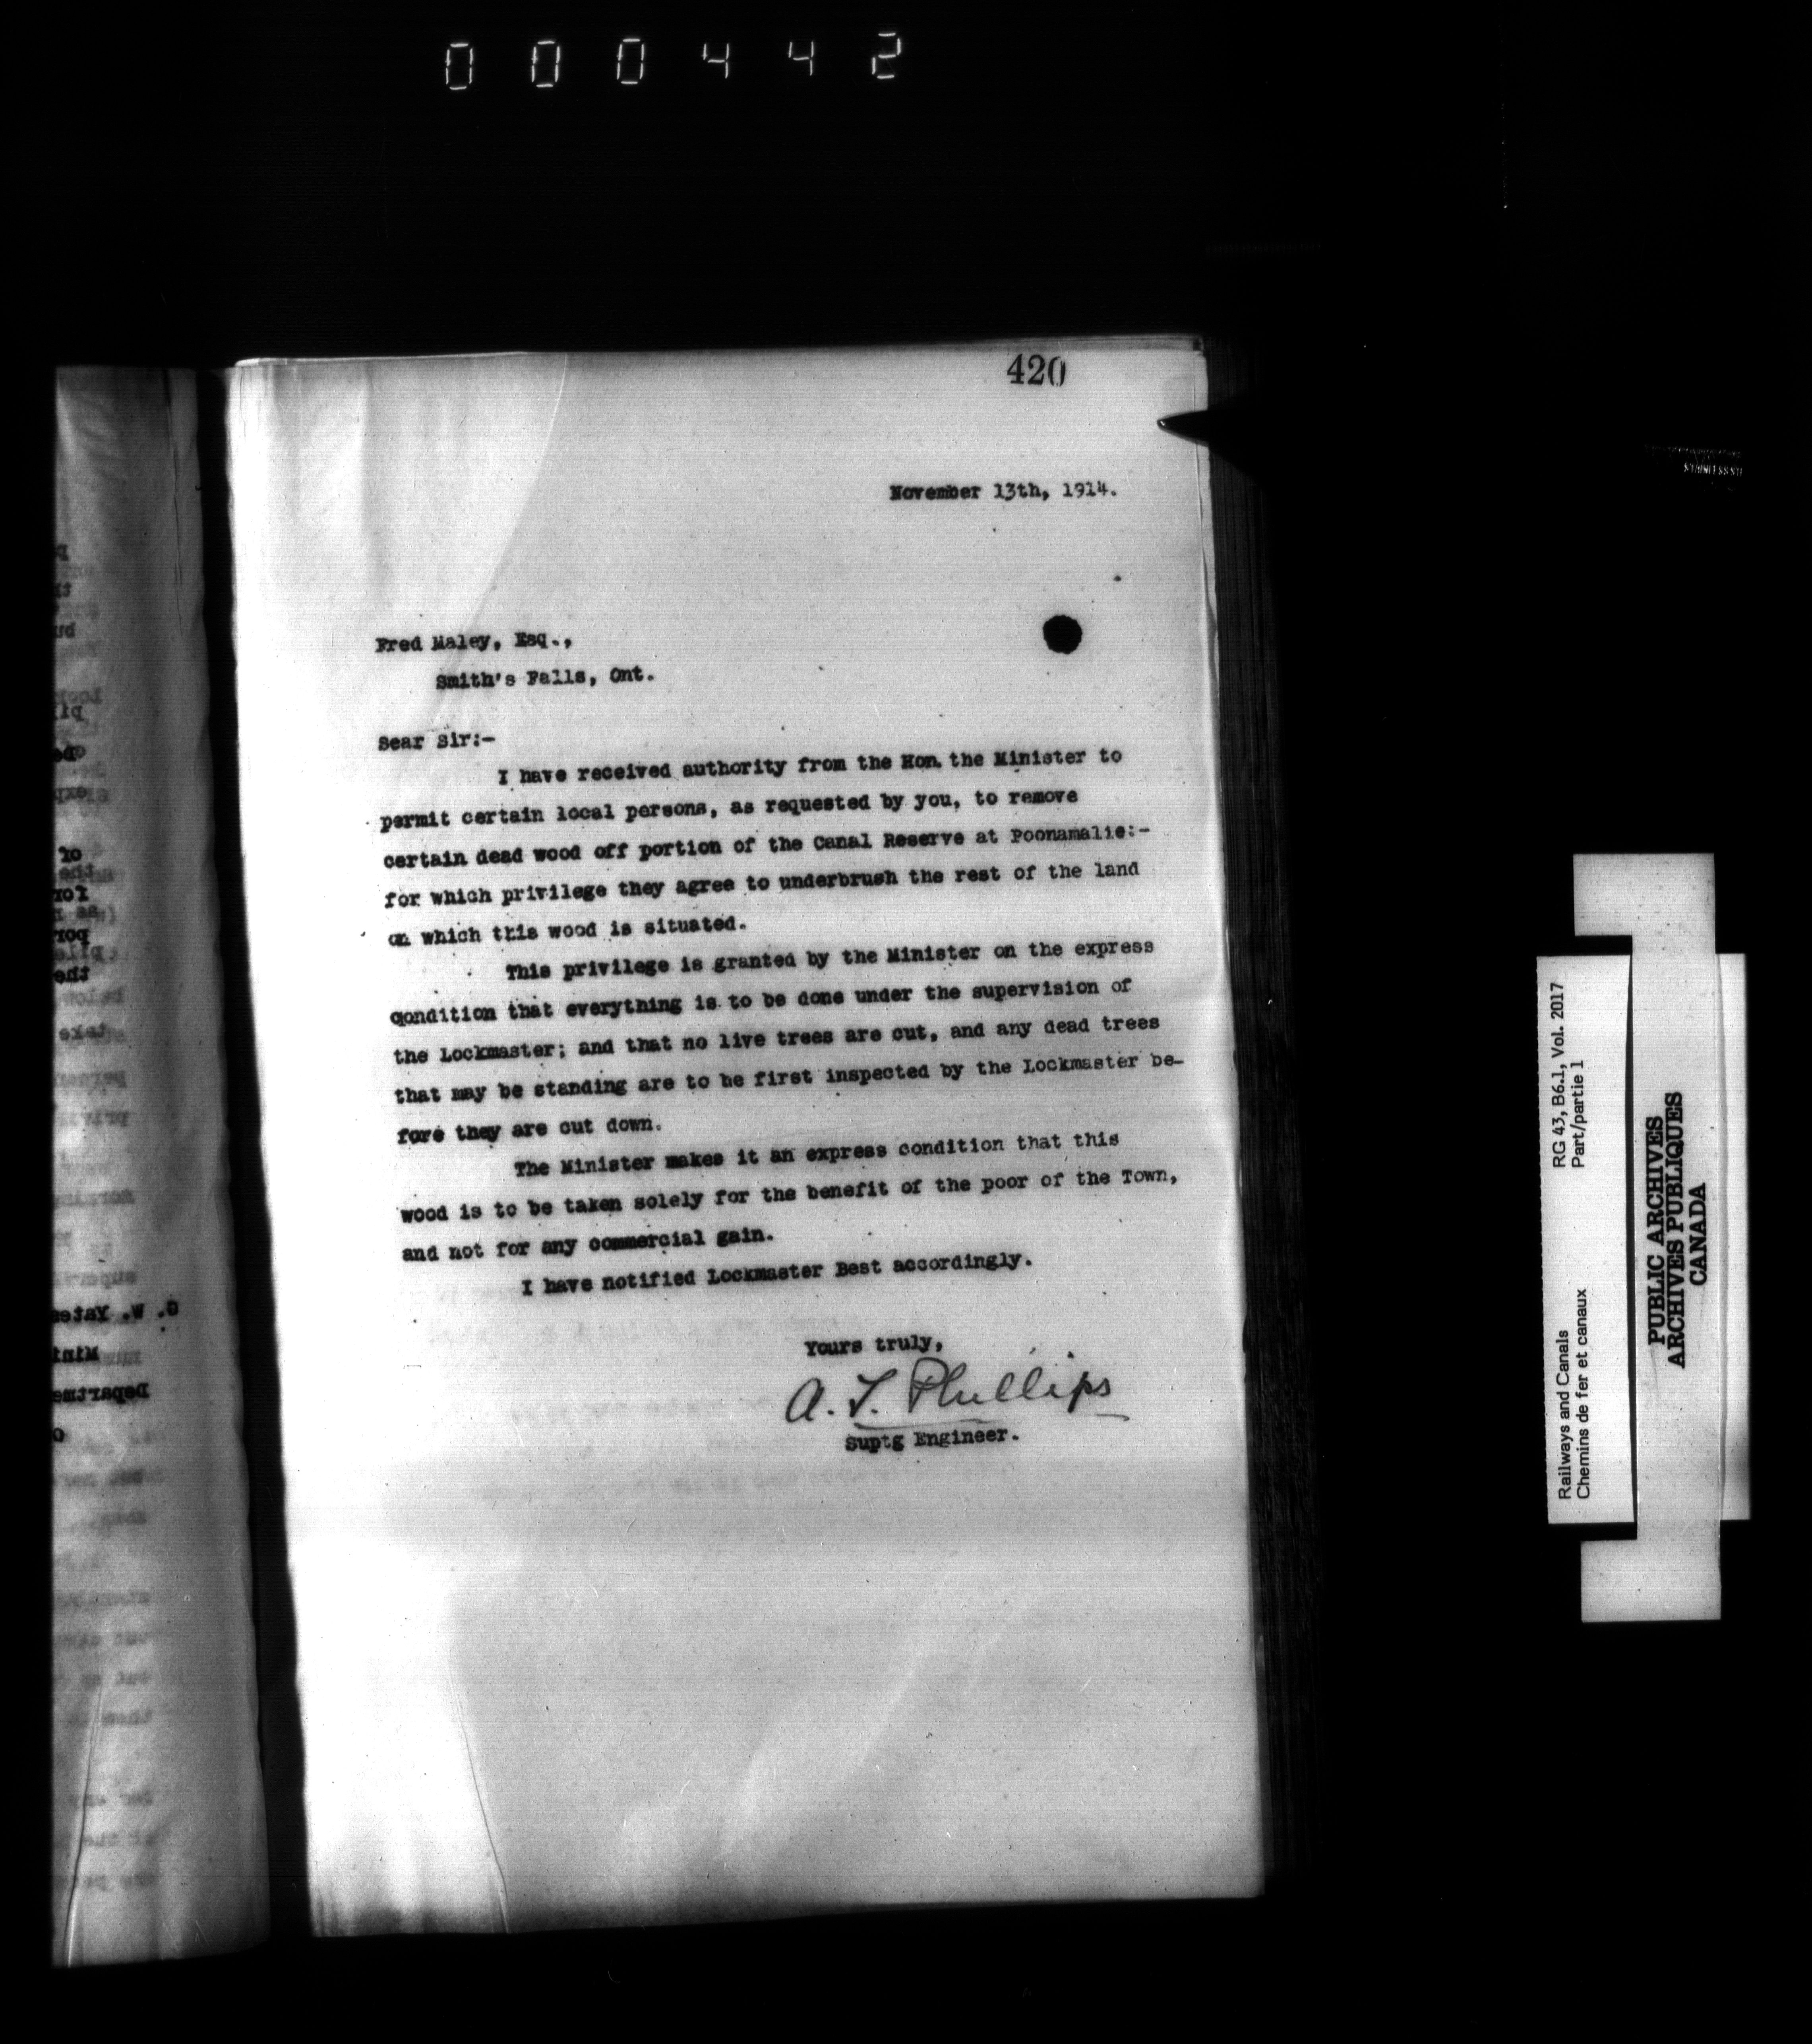 000442
420
November 13th, 1914.
Fred Maley, Esq.,
Smith's Falls, Ont.
Dear Sir:-
I have received authority from the Hon. the Minister to
permit certain local persons, as requested by you, to remove
certain dead wood off portion of the Canal Reserve at Poonamalie:-
for which privilege they agree to underbrush the rest of the land
on which this wood is situated.
This privilege is granted by the Minister on the express
condition that everything is to be done under the supervision of
the Lockmaster; and that no live trees are cut, and any dead trees
that may be standing are to be first inspected by the Lockmaster be-
fore they are cut down.
The Minister makes it an express condition that this
wood is to be taken solely for the benefit of the poor of the Town,
and not for any commercial gain.
I have notified Lockmaster Best accordingly.
Yours truly,
A. T. Phillips
Suptg Engineer.
G. W. Yates
Railways and Canals
Chemins de fer et canaux
RG 43, B6.1, Vol. 2017
Part/partie 1
PUBLIC ARCHIVES
ARCHIVES PUBLIQUES
CANADA